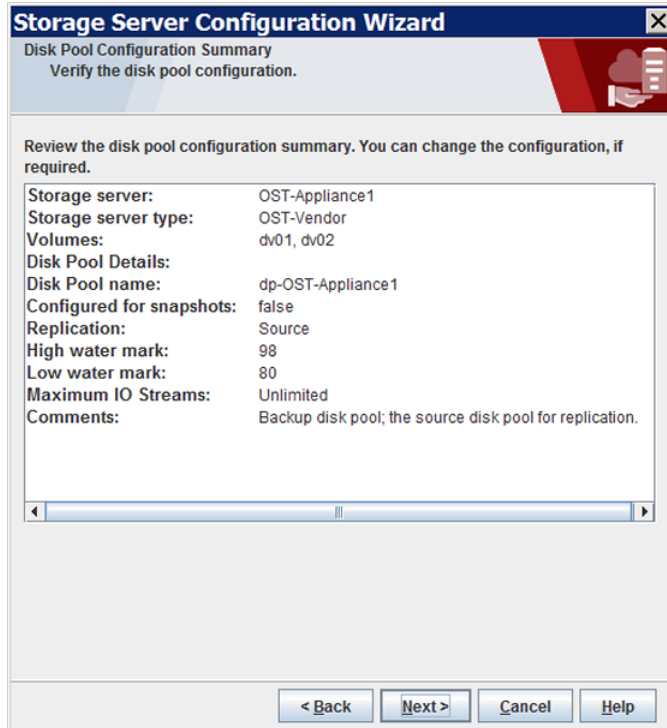 Storage Server Configuration Wizard
Disk Pool Configuration Summary
Verify the disk pool configuration.
Review the disk pool configuration summary. You can change the configuration, if
required.
Storage server: OST-Appliance1
Storage server type: OST-Vendor
Volumes: dv01, dv02
Disk Pool Details:
Disk Pool name: dp-OST-Appliance1
Configured for snapshots: false
Replication: Source
High water mark: 98
Low water mark: 80
Maximum IO Streams: Unlimited
Comments: Backup disk pool; the source disk pool for replication.
< Back Next > Cancel Help